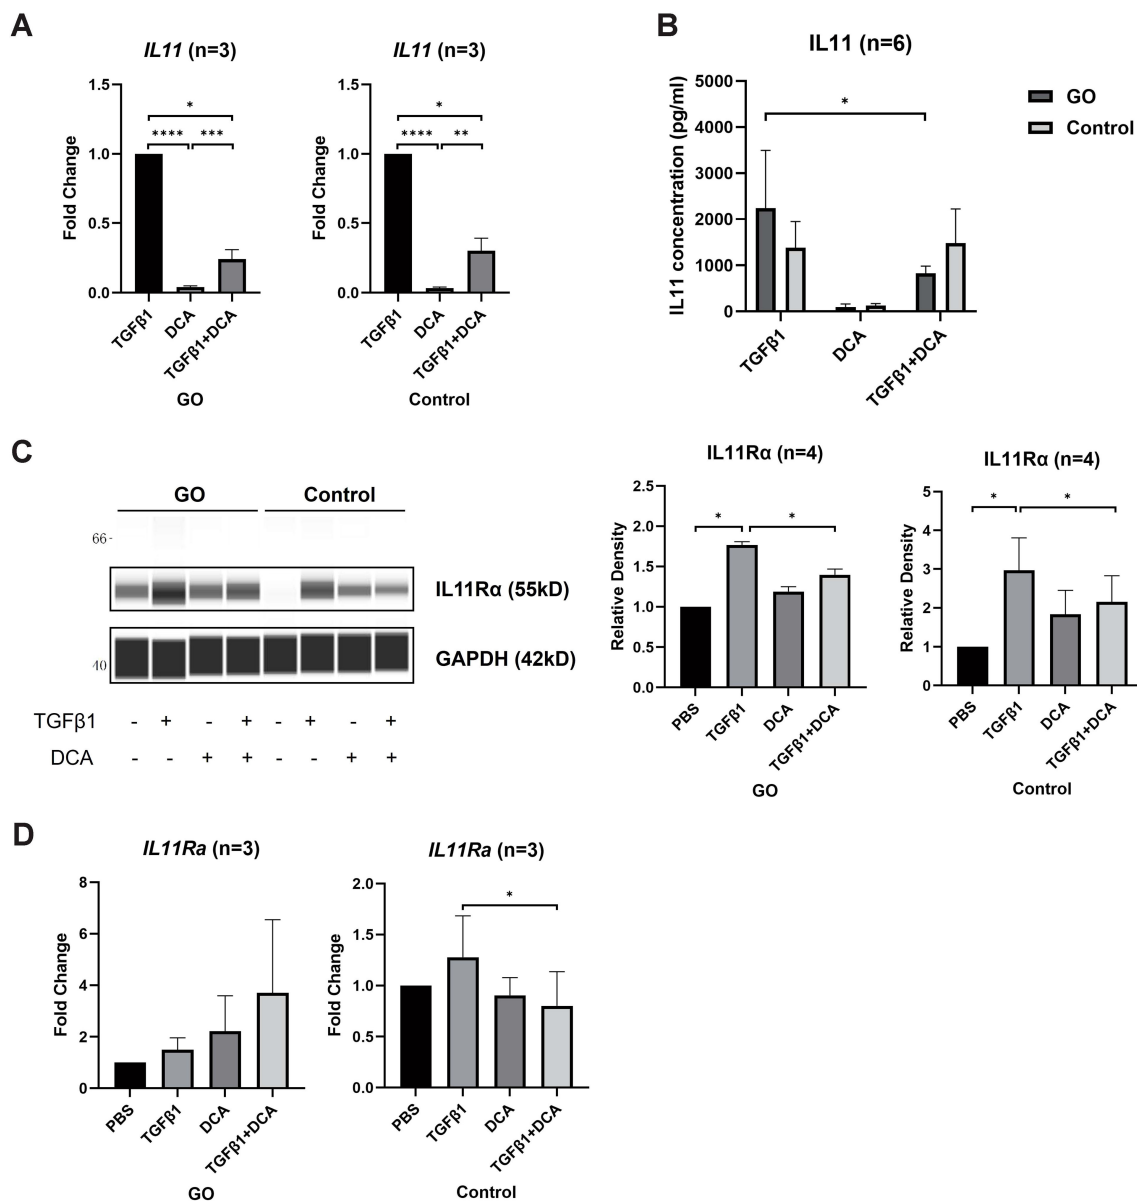 A
IL11 (n=3)
Fold Change
1.5
1.0
0.5
0.0
*
**** ***
TGFβ1
DCA
TGFβ1+DCA
GO
IL11 (n=3)
Fold Change
1.5
1.0
0.5
0.0
*
**** **
TGFβ1
DCA
TGFβ1+DCA
Control
B
IL11 (n=6)
IL11 concentration (pg/ml)
5000
4000
3000
2000
1000
0
*
TGFβ1
DCA
TGFβ1+DCA
GO
Control
C
GO Control
66-
IL11Rα (55kD)
40
GAPDH (42kD)
TGFβ1 - + - + - + - +
DCA - - + + - - + +
IL11Rα (n=4)
Relative Density
2.5
2.0
1.5
1.0
0.5
0.0
* *
PBS
TGFβ1
DCA
TGFβ1+DCA
GO
IL11Rα (n=4)
Relative Density
5
4
3
2
1
0
* *
PBS
TGFβ1
DCA
TGFβ1+DCA
Control
D
IL11Ra (n=3)
Fold Change
8
6
4
2
0
PBS
TGFβ1
DCA
TGFβ1+DCA
GO
IL11Ra (n=3)
Fold Change
2.0
1.5
1.0
0.5
0.0
*
PBS
TGFβ1
DCA
TGFβ1+DCA
Control